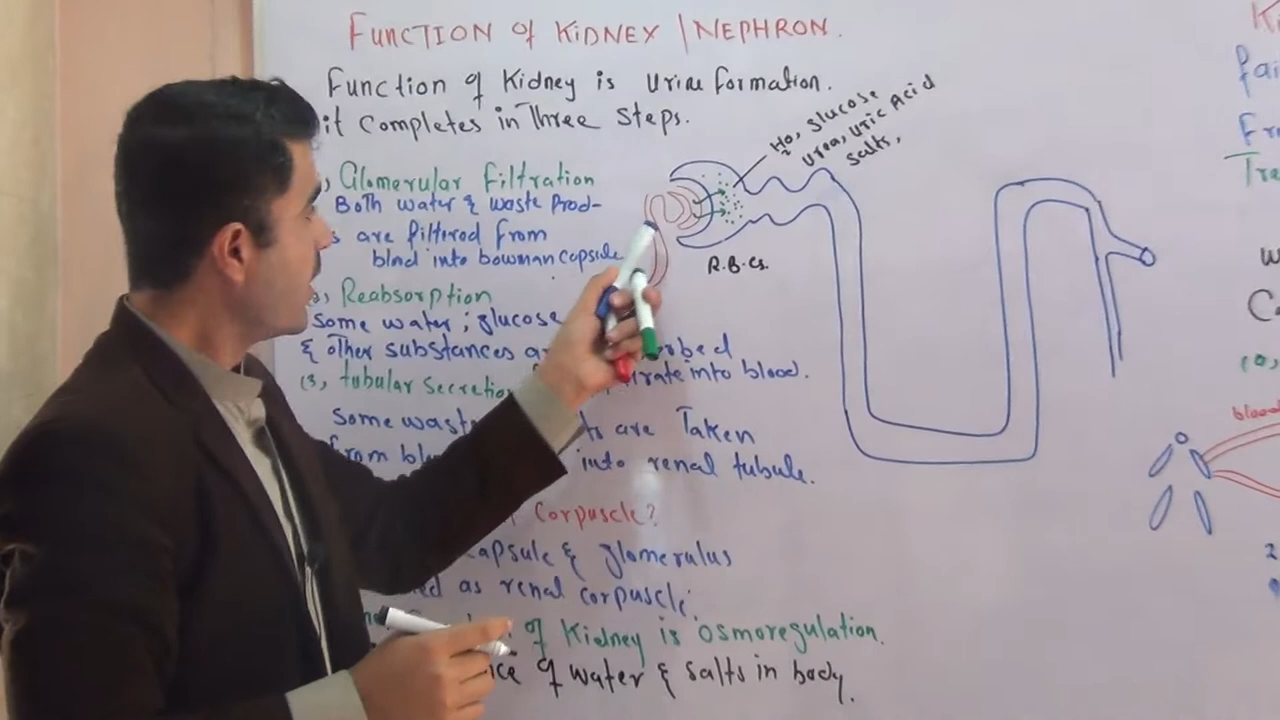 FUNCTION of KIDNEY / NEPHRON.
Function of Kidney is Urine formation.
it Completes in Three Steps.
Glomerular Filtration
Both water & waste Prod-
s are filtered from
blood into bowman capsule
Reabsorption
Some water, glucose
& other substances
into blood.
(3) tubular Secretion
Some waste are Taken
from into renal tubule.
Corpuscle?
capsule & glomerulus
as renal corpuscle.
of Kidney is Osmoregulation.
of water & salts in body.
H2O, Glucose
Urea, Uric Acid
Salts,
R.B.Cs.
blood
2